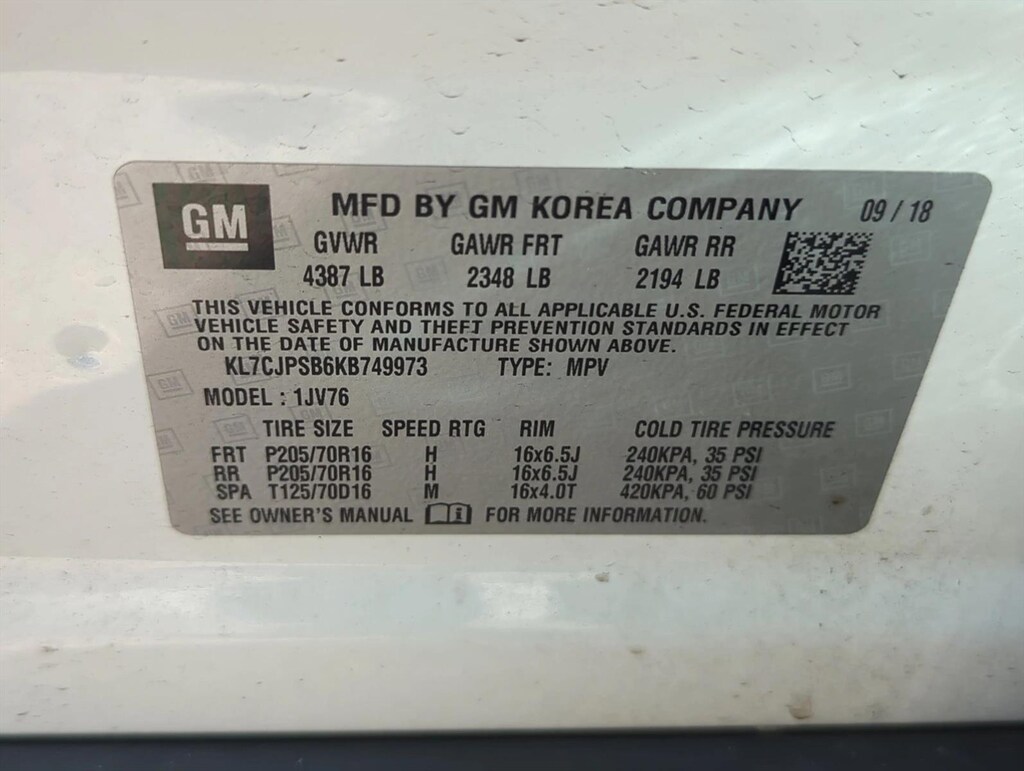 GM
MFD BY GM KOREA COMPANY 09 / 18
GVWR GAWR FRT GAWR RR
4387 LB 2348 LB 2194 LB
THIS VEHICLE CONFORMS TO ALL APPLICABLE U.S. FEDERAL MOTOR
VEHICLE SAFETY AND THEFT PREVENTION STANDARDS IN EFFECT
ON THE DATE OF MANUFACTURE SHOWN ABOVE.
KL7CJPSB6KB749973 TYPE: MPV
MODEL : 1JV76
TIRE SIZE SPEED RTG RIM COLD TIRE PRESSURE
FRT P205/70R16 H 16x6.5J 240KPA, 35 PSI
RR P205/70R16 H 16x6.5J 240KPA, 35 PSI
SPA T125/70D16 M 16x4.0T 420KPA, 60 PSI
SEE OWNER'S MANUAL FOR MORE INFORMATION.